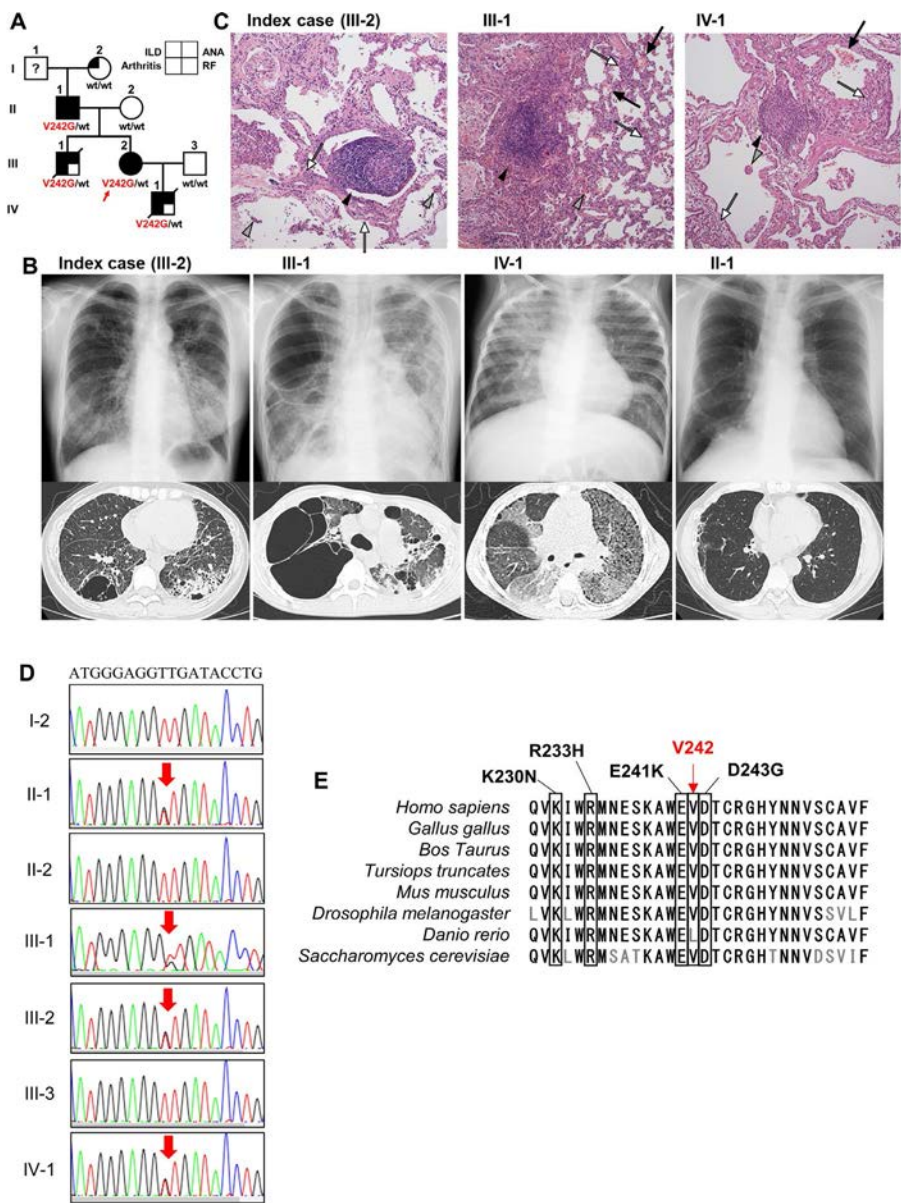 A
1
2
ILD
ANA
Arthritis
RF
I
?
wt/wt
1
2
II
V242G/wt
wt/wt
1
2
3
III
V242G/wt
V242G/wt
wt/wt
1
IV
V242G/wt
C
Index case (III-2)
III-1
IV-1
B
Index case (III-2)
III-1
IV-1
II-1
D
ATGGGAGGTTGATACCTG
I-2
II-1
II-2
III-1
III-2
III-3
IV-1
E
K230N
R233H
E241K
V242
D243G
Homo sapiens QVKIWRMNESKAWEVDTCRGHYNNVSCAVF
Gallus gallus QVKIWRMNESKAWEVDTCRGHYNNVSCAVF
Bos Taurus QVKIWRMNESKAWEVDTCRGHYNNVSCAVF
Tursiops truncates QVKIWRMNESKAWEVDTCRGHYNNVSCAVF
Mus musculus QVKIWRMNESKAWEVDTCRGHYNNVSCAVF
Drosophila melanogaster LVKLWRMNESKAWEVDTCRGHYNNVSSVLF
Danio rerio QVKIWRMNESKAWELDTCRGHYNNVSCAVF
Saccharomyces cerevisiae QVKLWRMSATKAWEVDTCRGHTNNVDSVIF